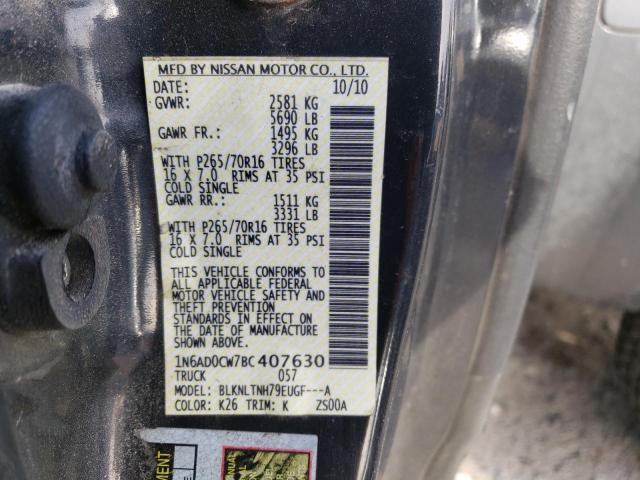 MFD BY NISSAN MOTOR CO., LTD.
DATE: 10/10
GVWR: 2581 KG
5690 LB
GAWR FR.: 1495 KG
3296 LB
WITH P265/70R16 TIRES
16 X 7.0 RIMS AT 35 PSI
COLD SINGLE
GAWR RR.: 1511 KG
3331 LB
WITH P265/70R16 TIRES
16 X 7.0 RIMS AT 35 PSI
COLD SINGLE
THIS VEHICLE CONFORMS TO
ALL APPLICABLE FEDERAL
MOTOR VEHICLE SAFETY AND
THEFT PREVENTION
STANDARDS IN EFFECT ON
THE DATE OF MANUFACTURE
SHOWN ABOVE.
1N6AD0CW7BC407630
TRUCK 057
MODEL: BLKNLTNH79EUGF---A
COLOR: K26 TRIM: K ZS00A